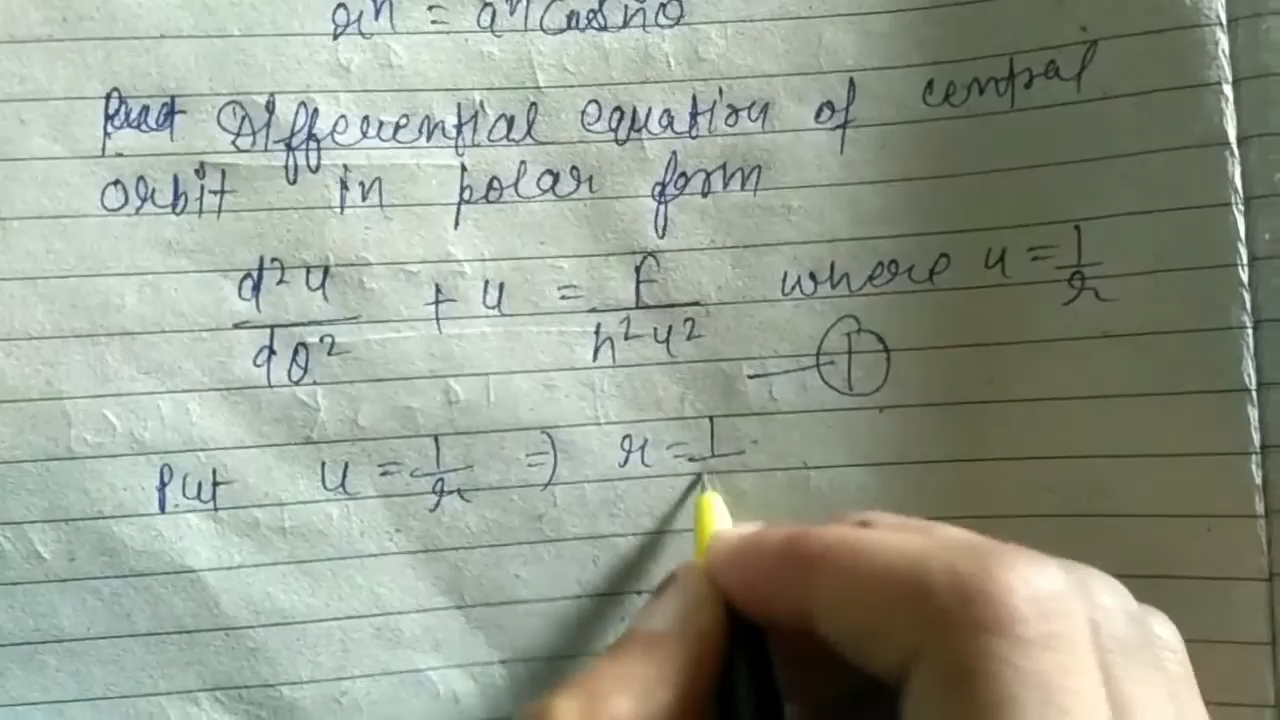 rⁿ = aⁿ Cos nθ
Differential equation of central
orbit in polar form
d²u/dθ² + u = F/h²u² where u = 1/r
— ①
Put u = 1/r ⇒ r = 1